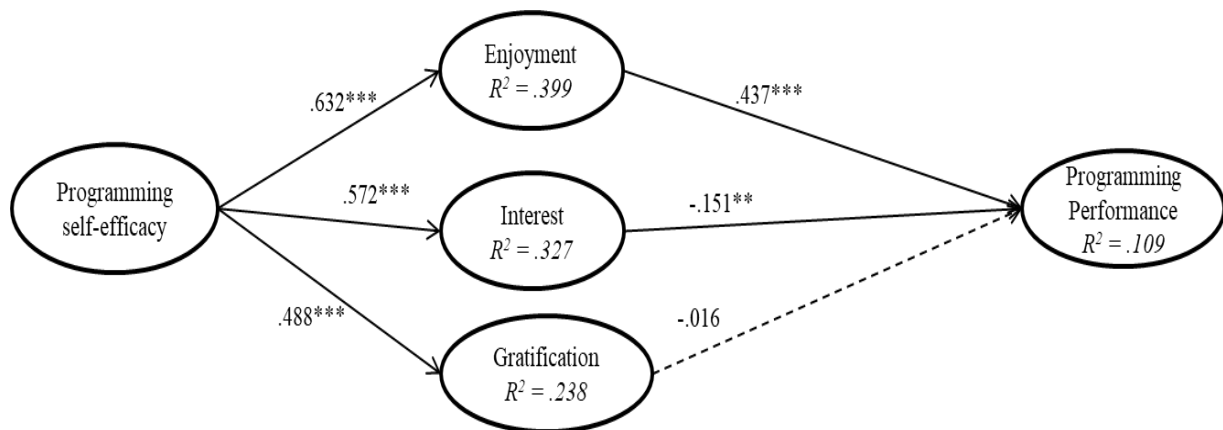 Programming
self-efficacy
.632***
.572***
.488***
Enjoyment
R² = .399
Interest
R² = .327
Gratification
R² = .238
.437***
-.151**
-.016
Programming
Performance
R² = .109